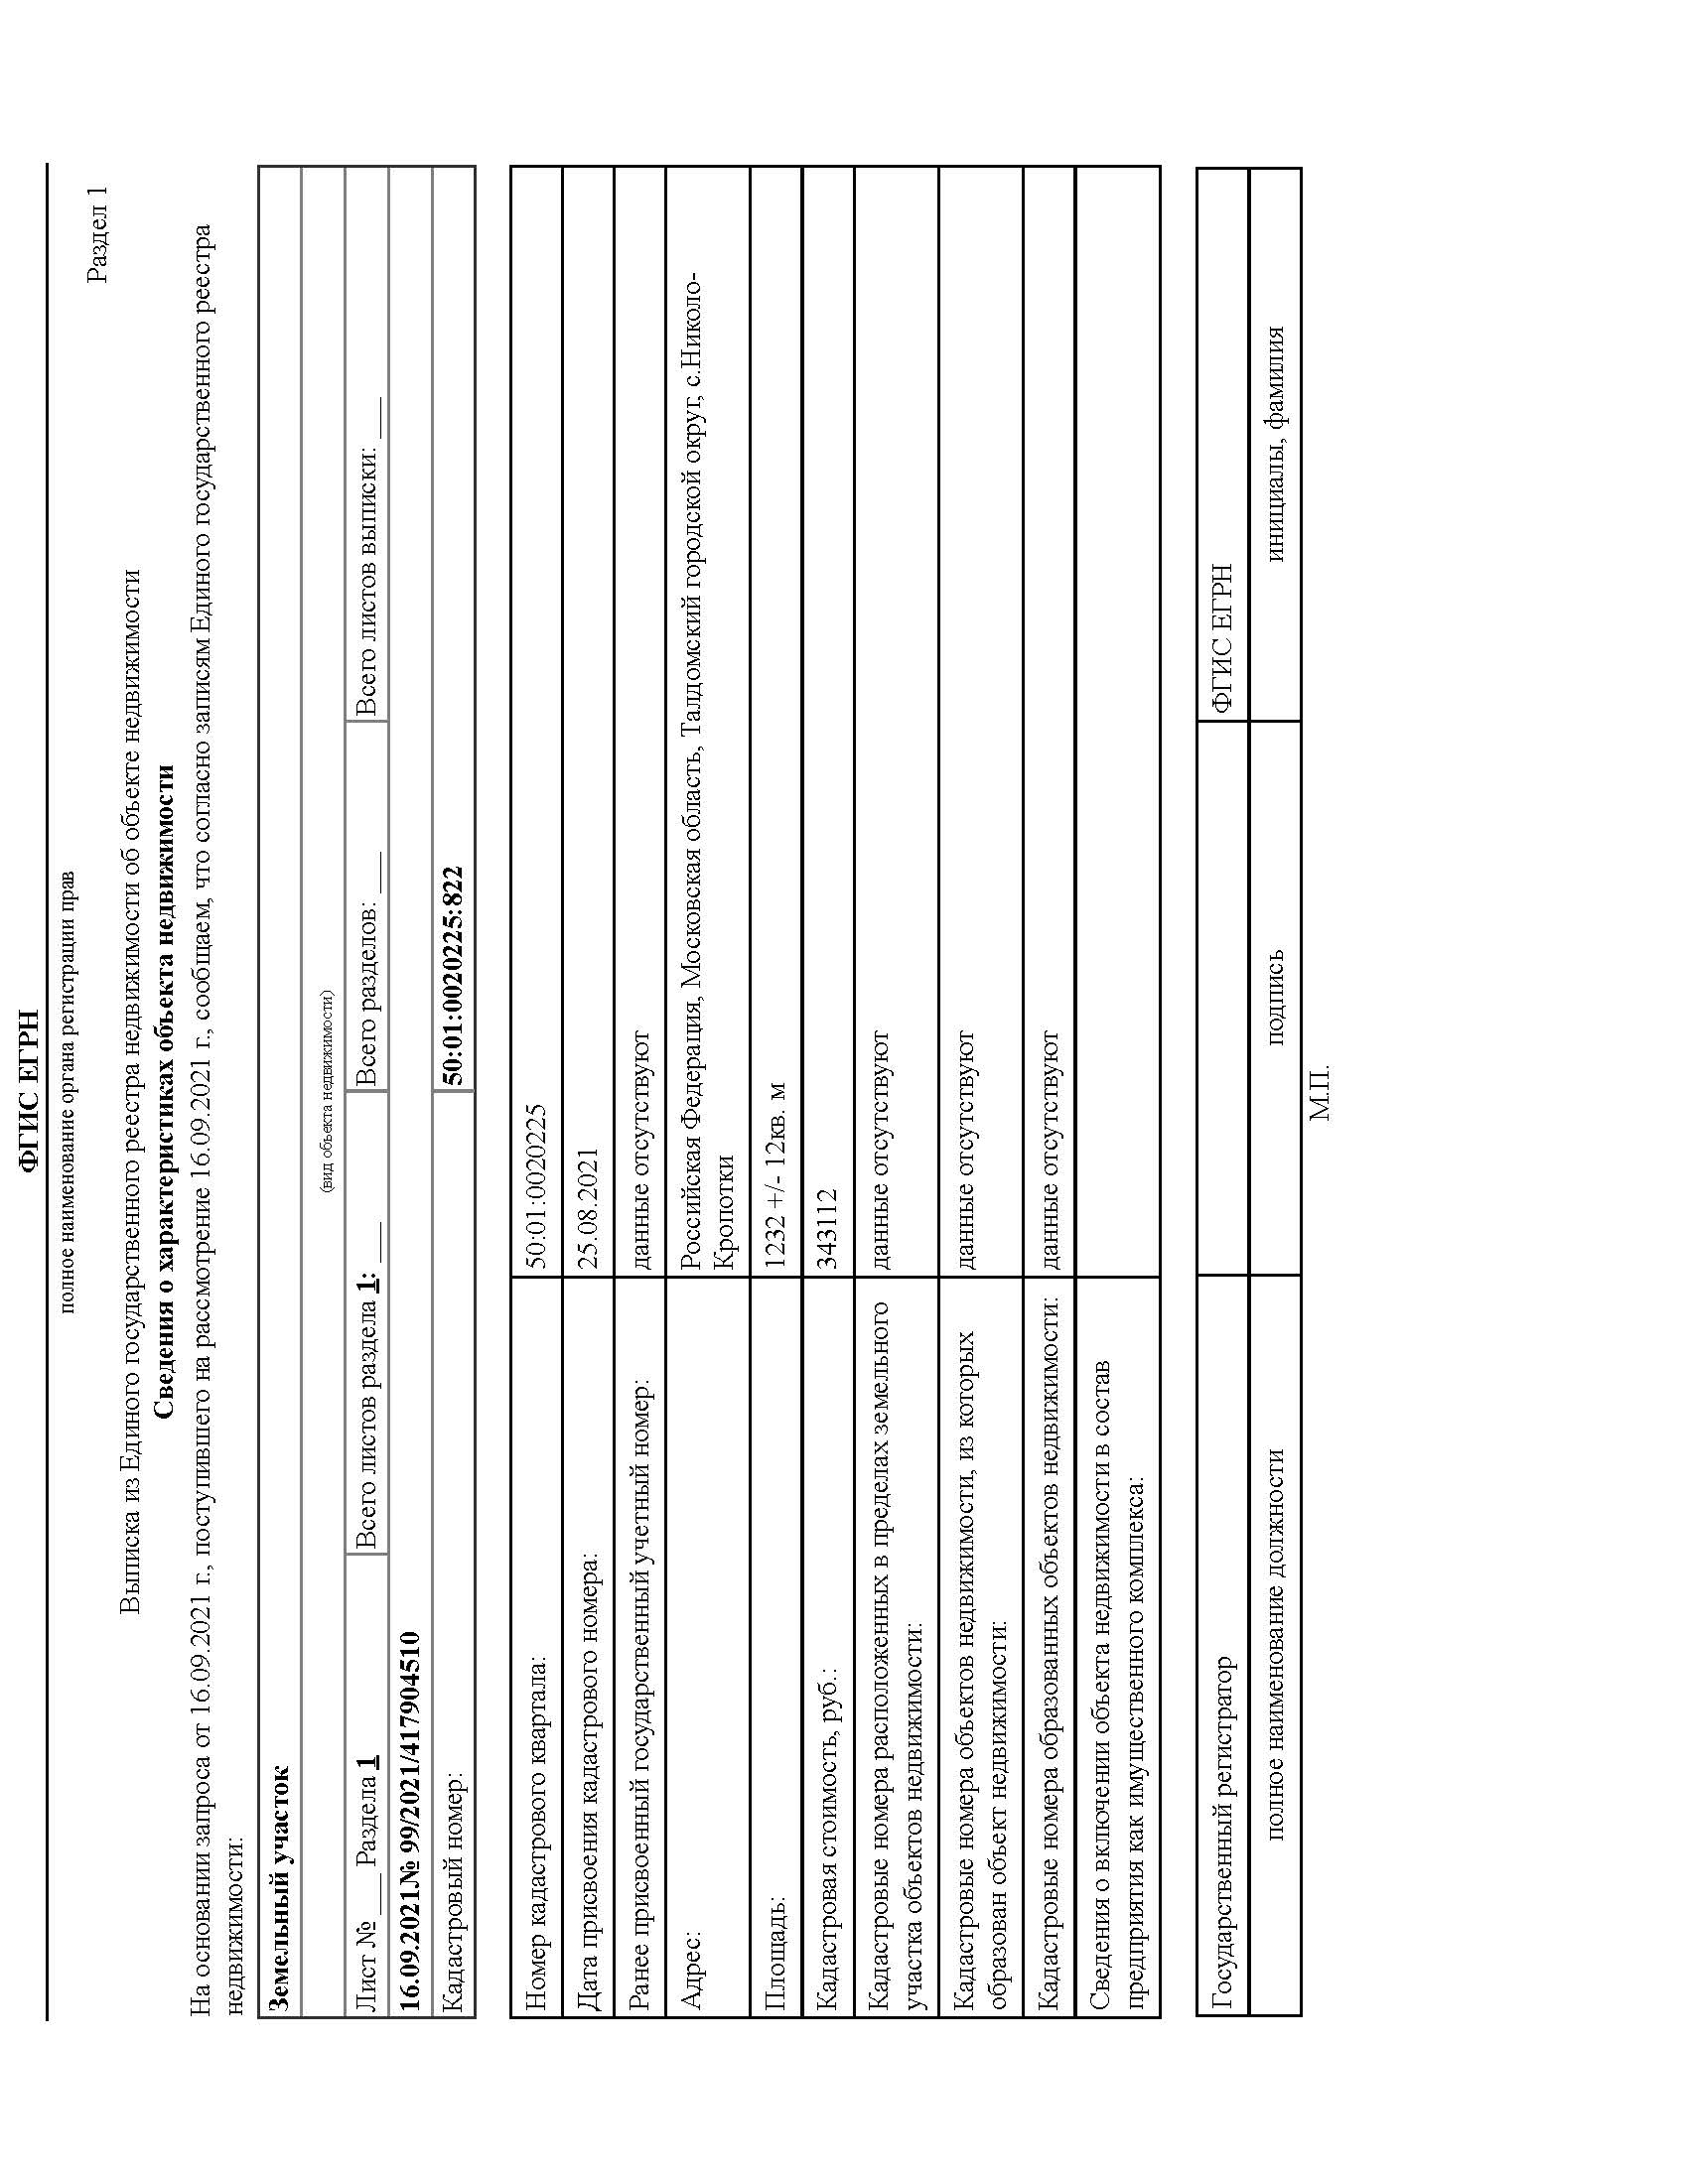 ФГИС ЕГРН
полное наименование органа регистрации прав
Раздел 1
Выписка из Единого государственного реестра недвижимости об объекте недвижимости
Сведения о характеристиках объекта недвижимости
На основании запроса от 16.09.2021 г., поступившего на рассмотрение 16.09.2021 г., сообщаем, что согласно записям Единого государственного реестра
недвижимости:
Земельный участок
(вид объекта недвижимости)
Лист № ___ Раздела 1 Всего листов раздела 1: ___ Всего разделов: ___ Всего листов выписки: ___
16.09.2021№ 99/2021/417904510
Кадастровый номер: 50:01:0020225:822
Номер кадастрового квартала: 50:01:0020225
Дата присвоения кадастрового номера: 25.08.2021
Ранее присвоенный государственный учетный номер: данные отсутствуют
Адрес: Российская Федерация, Московская область, Талдомский городской округ, с.Николо-
Кропотки
Площадь: 1232 +/- 12кв. м
Кадастровая стоимость, руб.: 343112
Кадастровые номера расположенных в пределах земельного данные отсутствуют
участка объектов недвижимости:
Кадастровые номера объектов недвижимости, из которых данные отсутствуют
образован объект недвижимости:
Кадастровые номера образованных объектов недвижимости: данные отсутствуют
Сведения о включении объекта недвижимости в состав
предприятия как имущественного комплекса:
Государственный регистратор ФГИС ЕГРН
полное наименование должности подпись инициалы, фамилия
М.П.